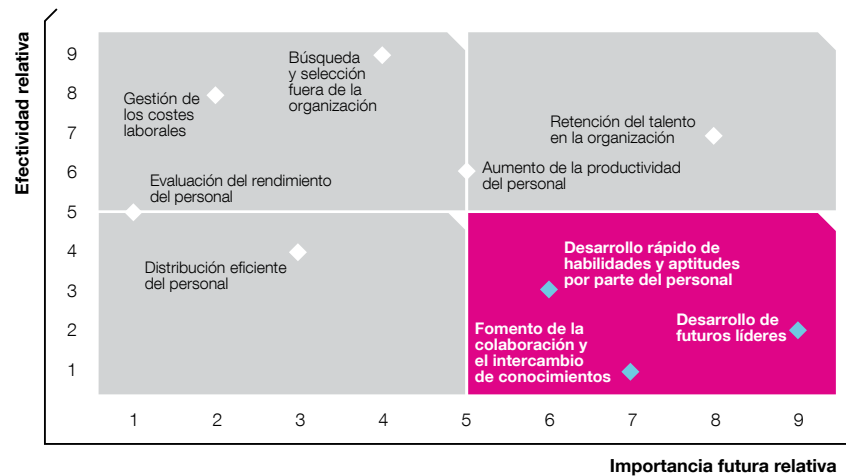 Efectividad relativa
9
8
7
6
5
4
3
2
1
Búsqueda
y selección
fuera de la
organización
Gestión de
los costes
laborales
Retención del talento
en la organización
Aumento de la productividad
del personal
Evaluación del rendimiento
del personal
Distribución eficiente
del personal
Desarrollo rápido de
habilidades y aptitudes
por parte del personal
Desarrollo de
futuros líderes
Fomento de la
colaboración y
el intercambio
de conocimientos
1 2 3 4 5 6 7 8 9
Importancia futura relativa